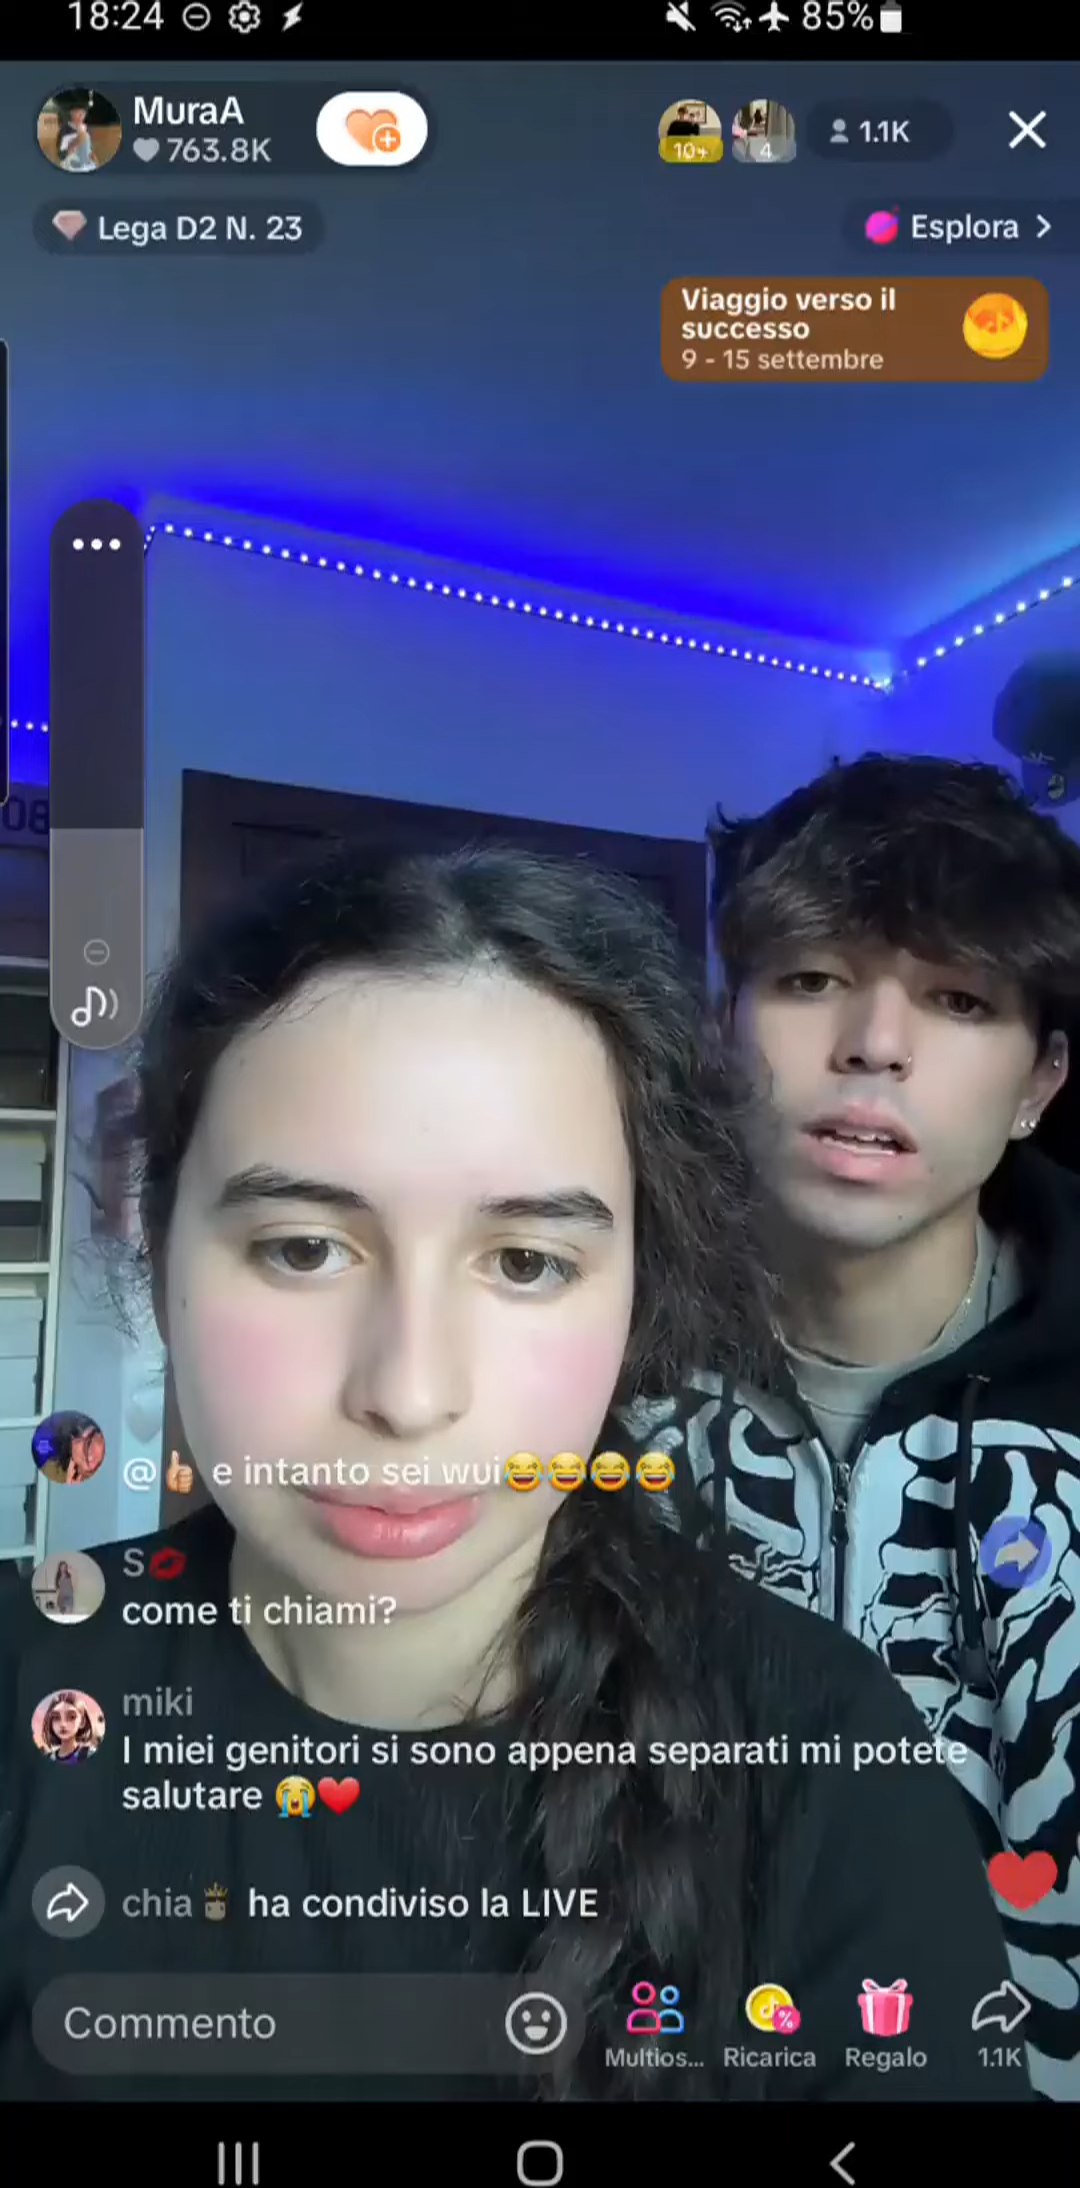 18:24
85%
MuraA
763.8K
10+
4
1.1K
Lega D2 N. 23
Esplora
Viaggio verso il
successo
9 - 15 settembre
08
@👍 e intanto sei wui😂😂😂😂
S💋
come ti chiami?
miki
I miei genitori si sono appena separati mi potete
salutare 😭❤️
chia ha condiviso la LIVE
Commento
Multios...
Ricarica
Regalo
1.1K